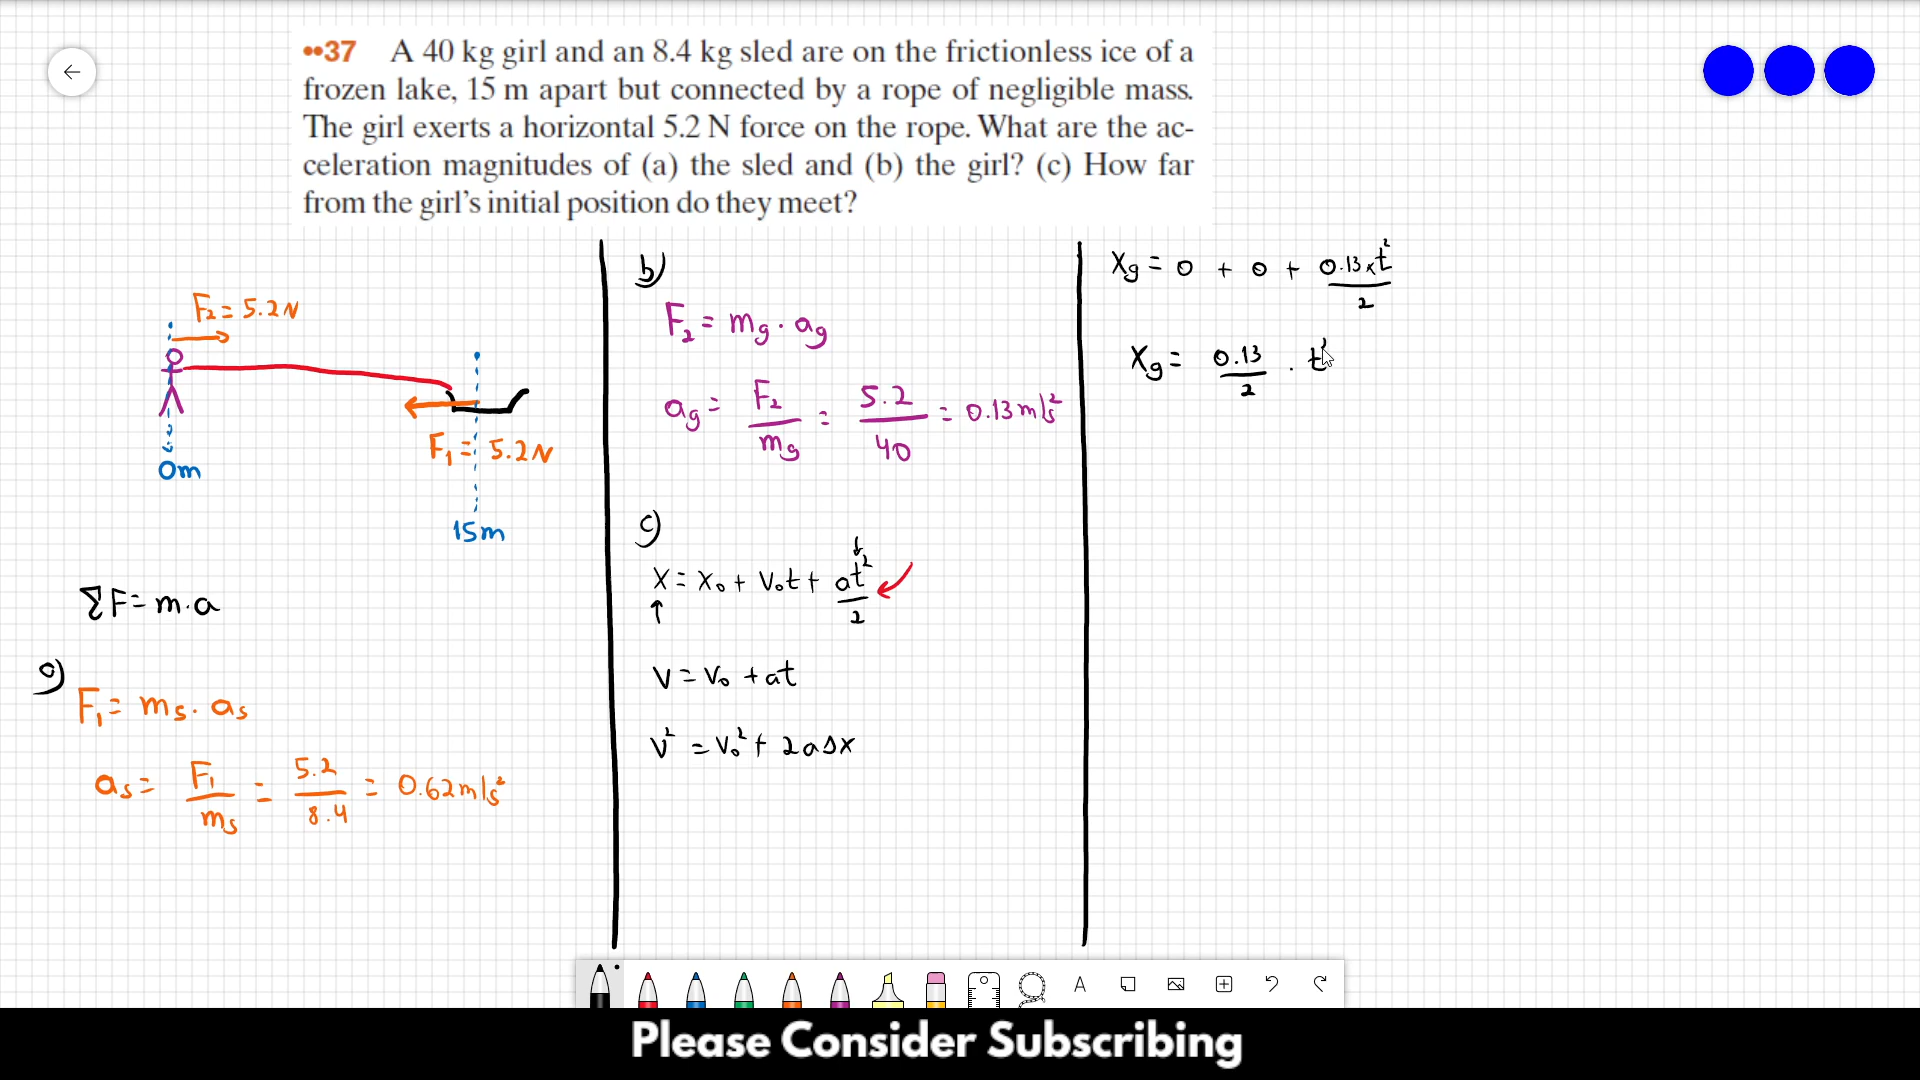 ••37 A 40 kg girl and an 8.4 kg sled are on the frictionless ice of a
frozen lake, 15 m apart but connected by a rope of negligible mass.
The girl exerts a horizontal 5.2 N force on the rope. What are the ac-
celeration magnitudes of (a) the sled and (b) the girl? (c) How far
from the girl's initial position do they meet?
F₂ = 5.2 N
0m
F₁ = 5.2 N
15m
ΣF = m.a
a)
F₁ = ms . as
as = F₁/ms = 5.2/8.4 = 0.62 m/s²
b)
F₂ = mg . ag
ag = F₂/mg = 5.2/40 = 0.13 m/s²
c)
X = X₀ + V₀t + at²/2
V = V₀ + at
V² = V₀² + 2aΔX
Xg = 0 + 0 + 0.13 x t²/2
Xg = 0.13/2 . t²
A
Please Consider Subscribing